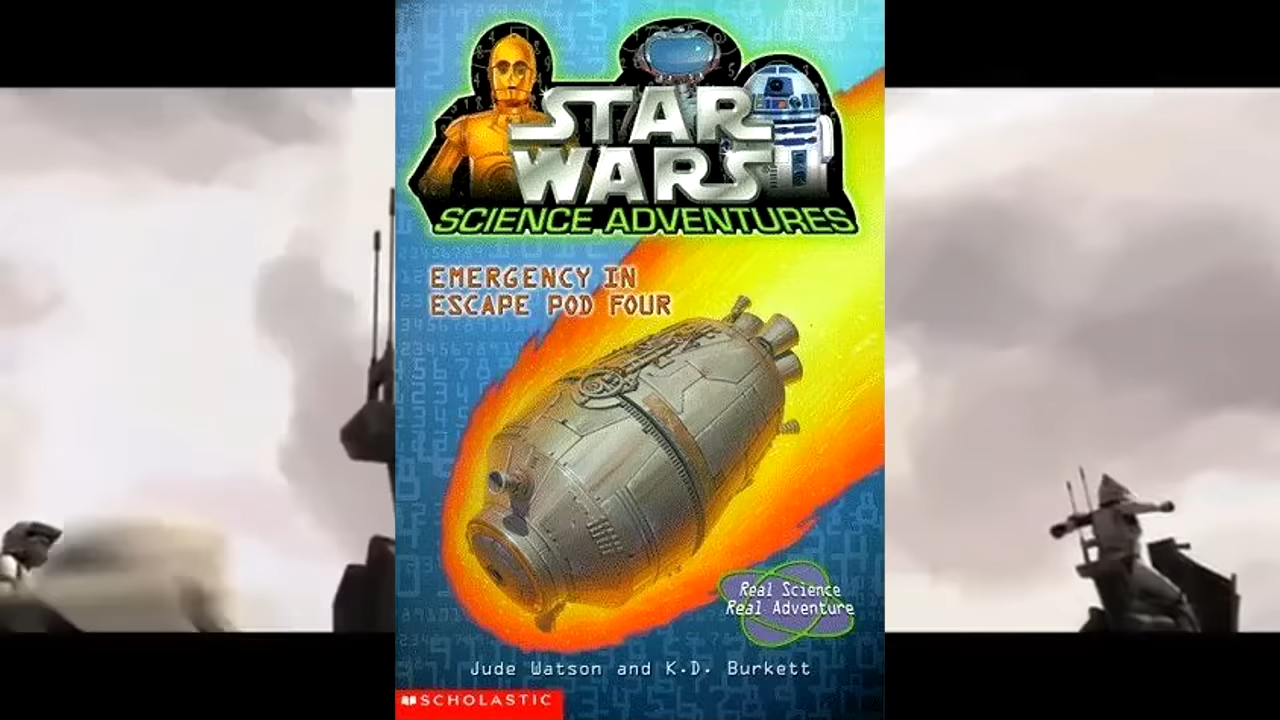 STAR
WARS
SCIENCE ADVENTURES
EMERGENCY IN
ESCAPE POD FOUR
Real Science
Real Adventure
Jude Watson and K.D. Burkett
SCHOLASTIC